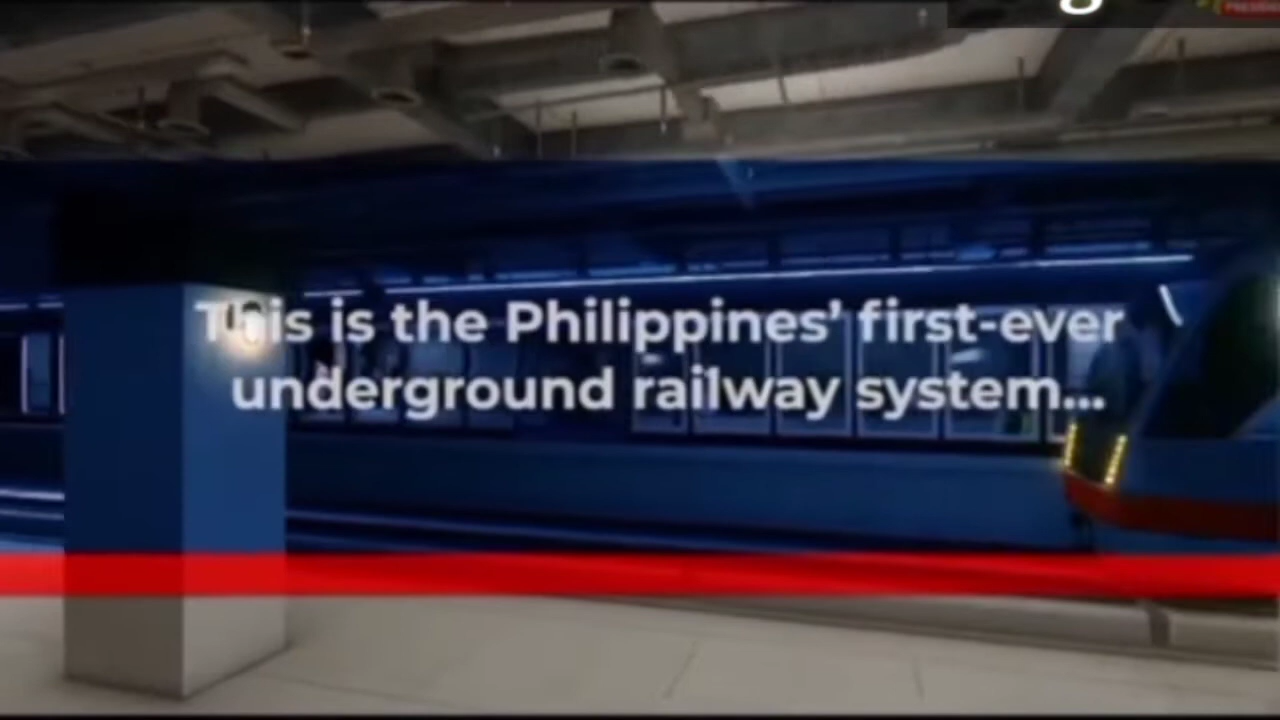 This is the Philippines’ first-ever
underground railway system...